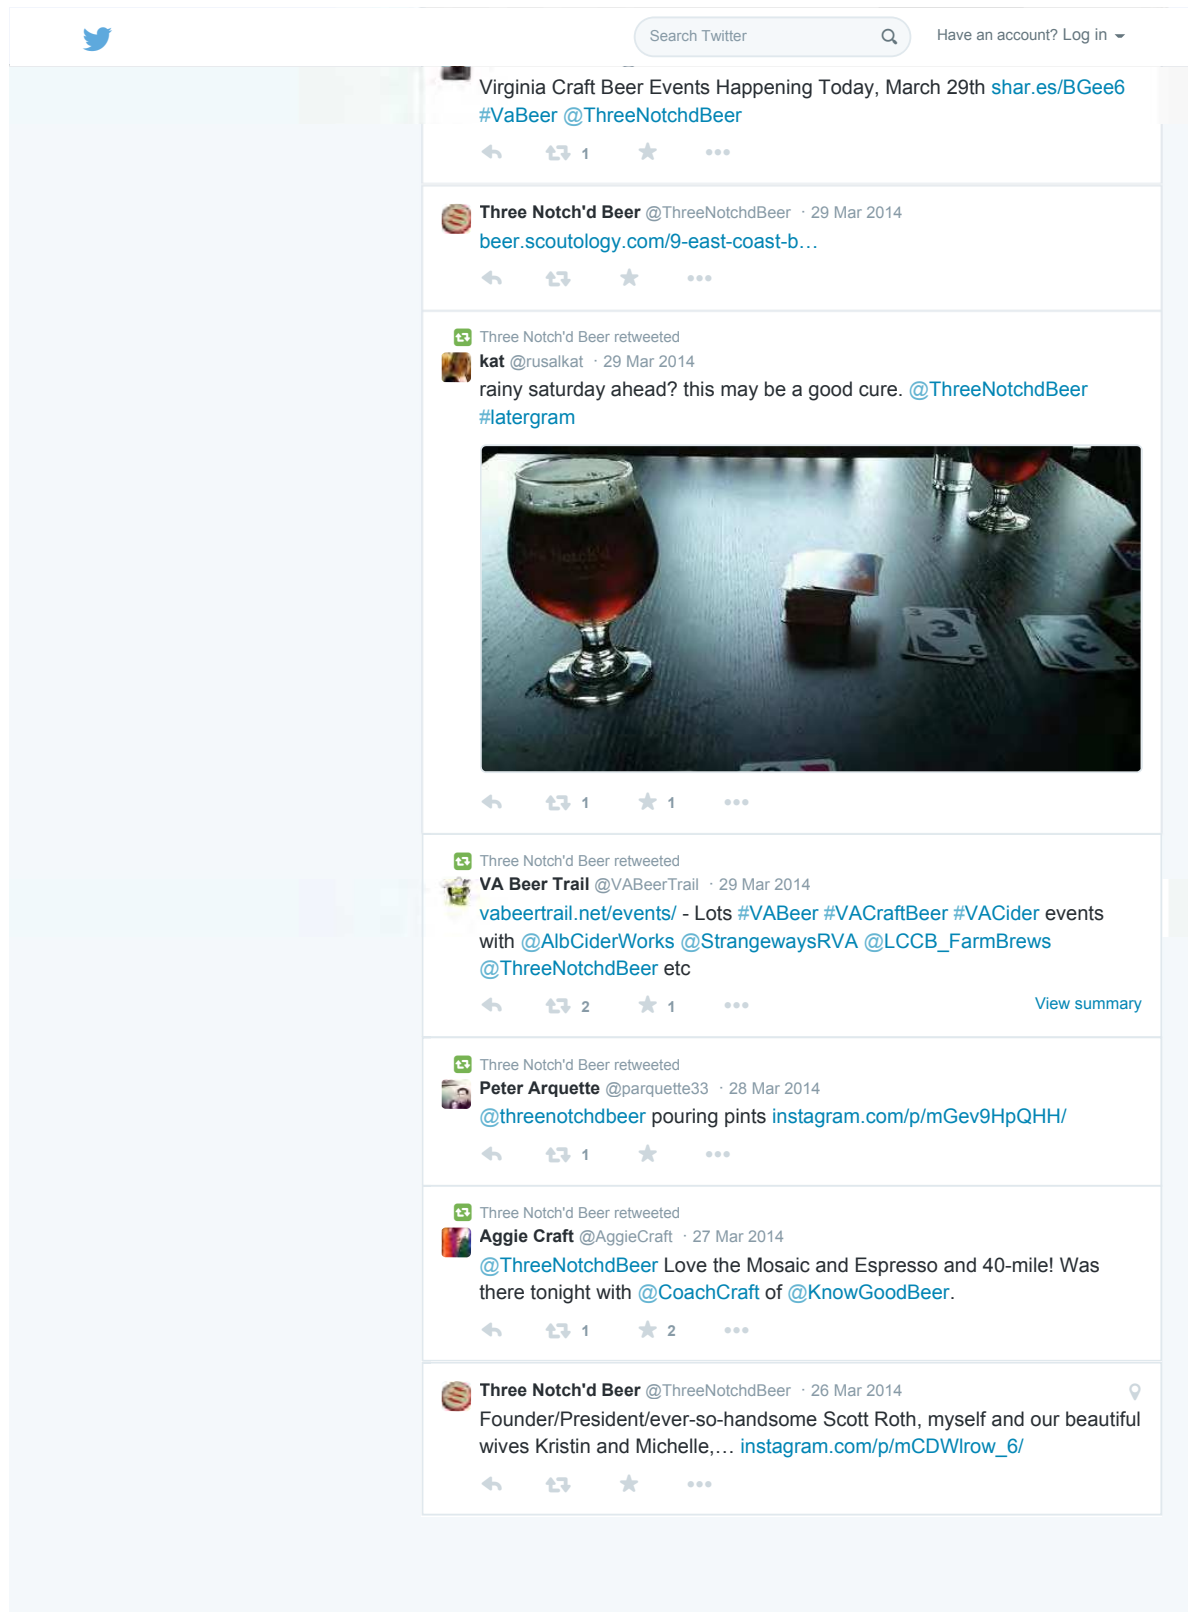 Search Twitter
Have an account? Log in
Virginia Craft Beer Events Happening Today, March 29th shar.es/BGee6
#VaBeer @ThreeNotchdBeer
1
Three Notch'd Beer @ThreeNotchdBeer · 29 Mar 2014
beer.scoutology.com/9-east-coast-b…
Three Notch'd Beer retweeted
kat @rusalkat · 29 Mar 2014
rainy saturday ahead? this may be a good cure. @ThreeNotchdBeer
#latergram
Notch'd
3
3
3
3
1 1
Three Notch'd Beer retweeted
VA Beer Trail @VABeerTrail · 29 Mar 2014
vabeertrail.net/events/ - Lots #VABeer #VACraftBeer #VACider events
with @AlbCiderWorks @StrangewaysRVA @LCCB_FarmBrews
@ThreeNotchdBeer etc
2 1 View summary
Three Notch'd Beer retweeted
Peter Arquette @parquette33 · 28 Mar 2014
@threenotchdbeer pouring pints instagram.com/p/mGev9HpQHH/
1
Three Notch'd Beer retweeted
Aggie Craft @AggieCraft · 27 Mar 2014
@ThreeNotchdBeer Love the Mosaic and Espresso and 40-mile! Was
there tonight with @CoachCraft of @KnowGoodBeer.
1 2
Three Notch'd Beer @ThreeNotchdBeer · 26 Mar 2014
Founder/President/ever-so-handsome Scott Roth, myself and our beautiful
wives Kristin and Michelle,… instagram.com/p/mCDWlrow_6/